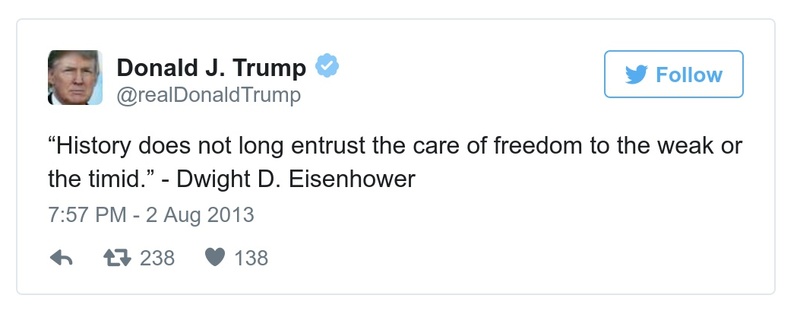 Donald J. Trump
@realDonaldTrump
Follow
“History does not long entrust the care of freedom to the weak or
the timid.” - Dwight D. Eisenhower
7:57 PM - 2 Aug 2013
238 138